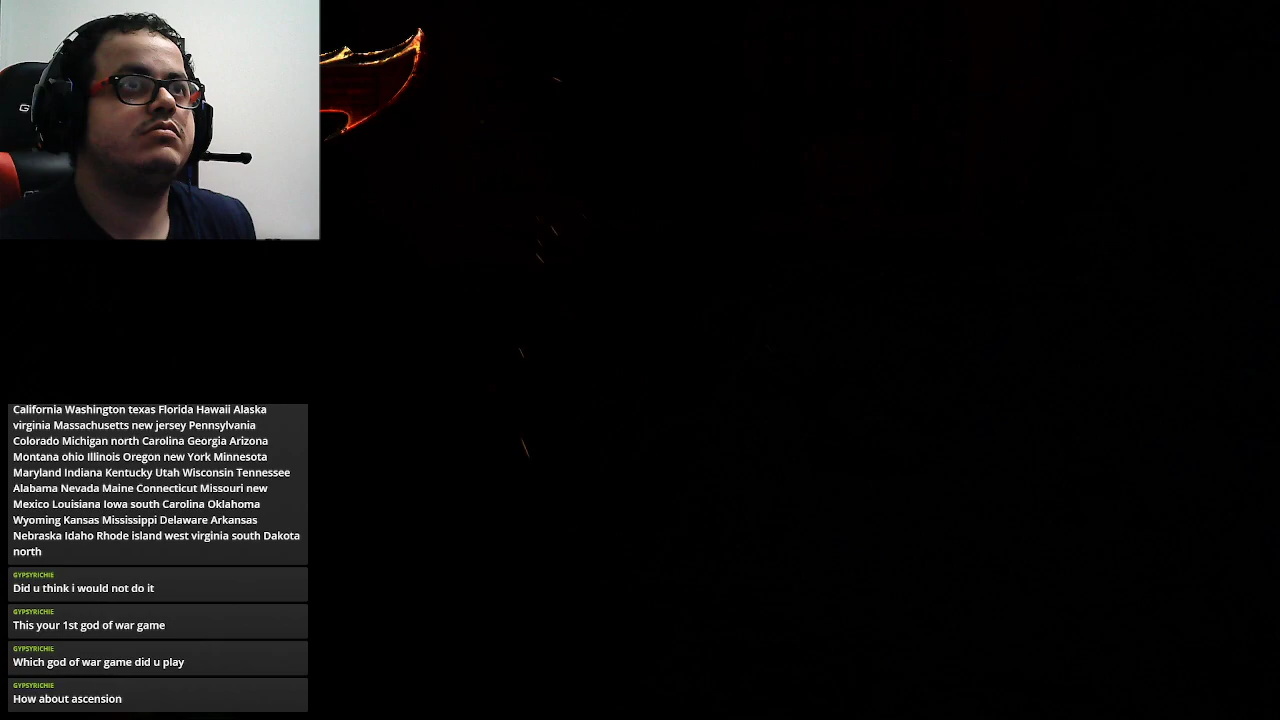 California Washington texas Florida Hawaii Alaska
virginia Massachusetts new jersey Pennsylvania
Colorado Michigan north Carolina Georgia Arizona
Montana ohio Illinois Oregon new York Minnesota
Maryland Indiana Kentucky Utah Wisconsin Tennessee
Alabama Nevada Maine Connecticut Missouri new
Mexico Louisiana Iowa south Carolina Oklahoma
Wyoming Kansas Mississippi Delaware Arkansas
Nebraska Idaho Rhode island west virginia south Dakota
north
GYPSYRICHIE
Did u think i would not do it
GYPSYRICHIE
This your 1st god of war game
GYPSYRICHIE
Which god of war game did u play
GYPSYRICHIE
How about ascension